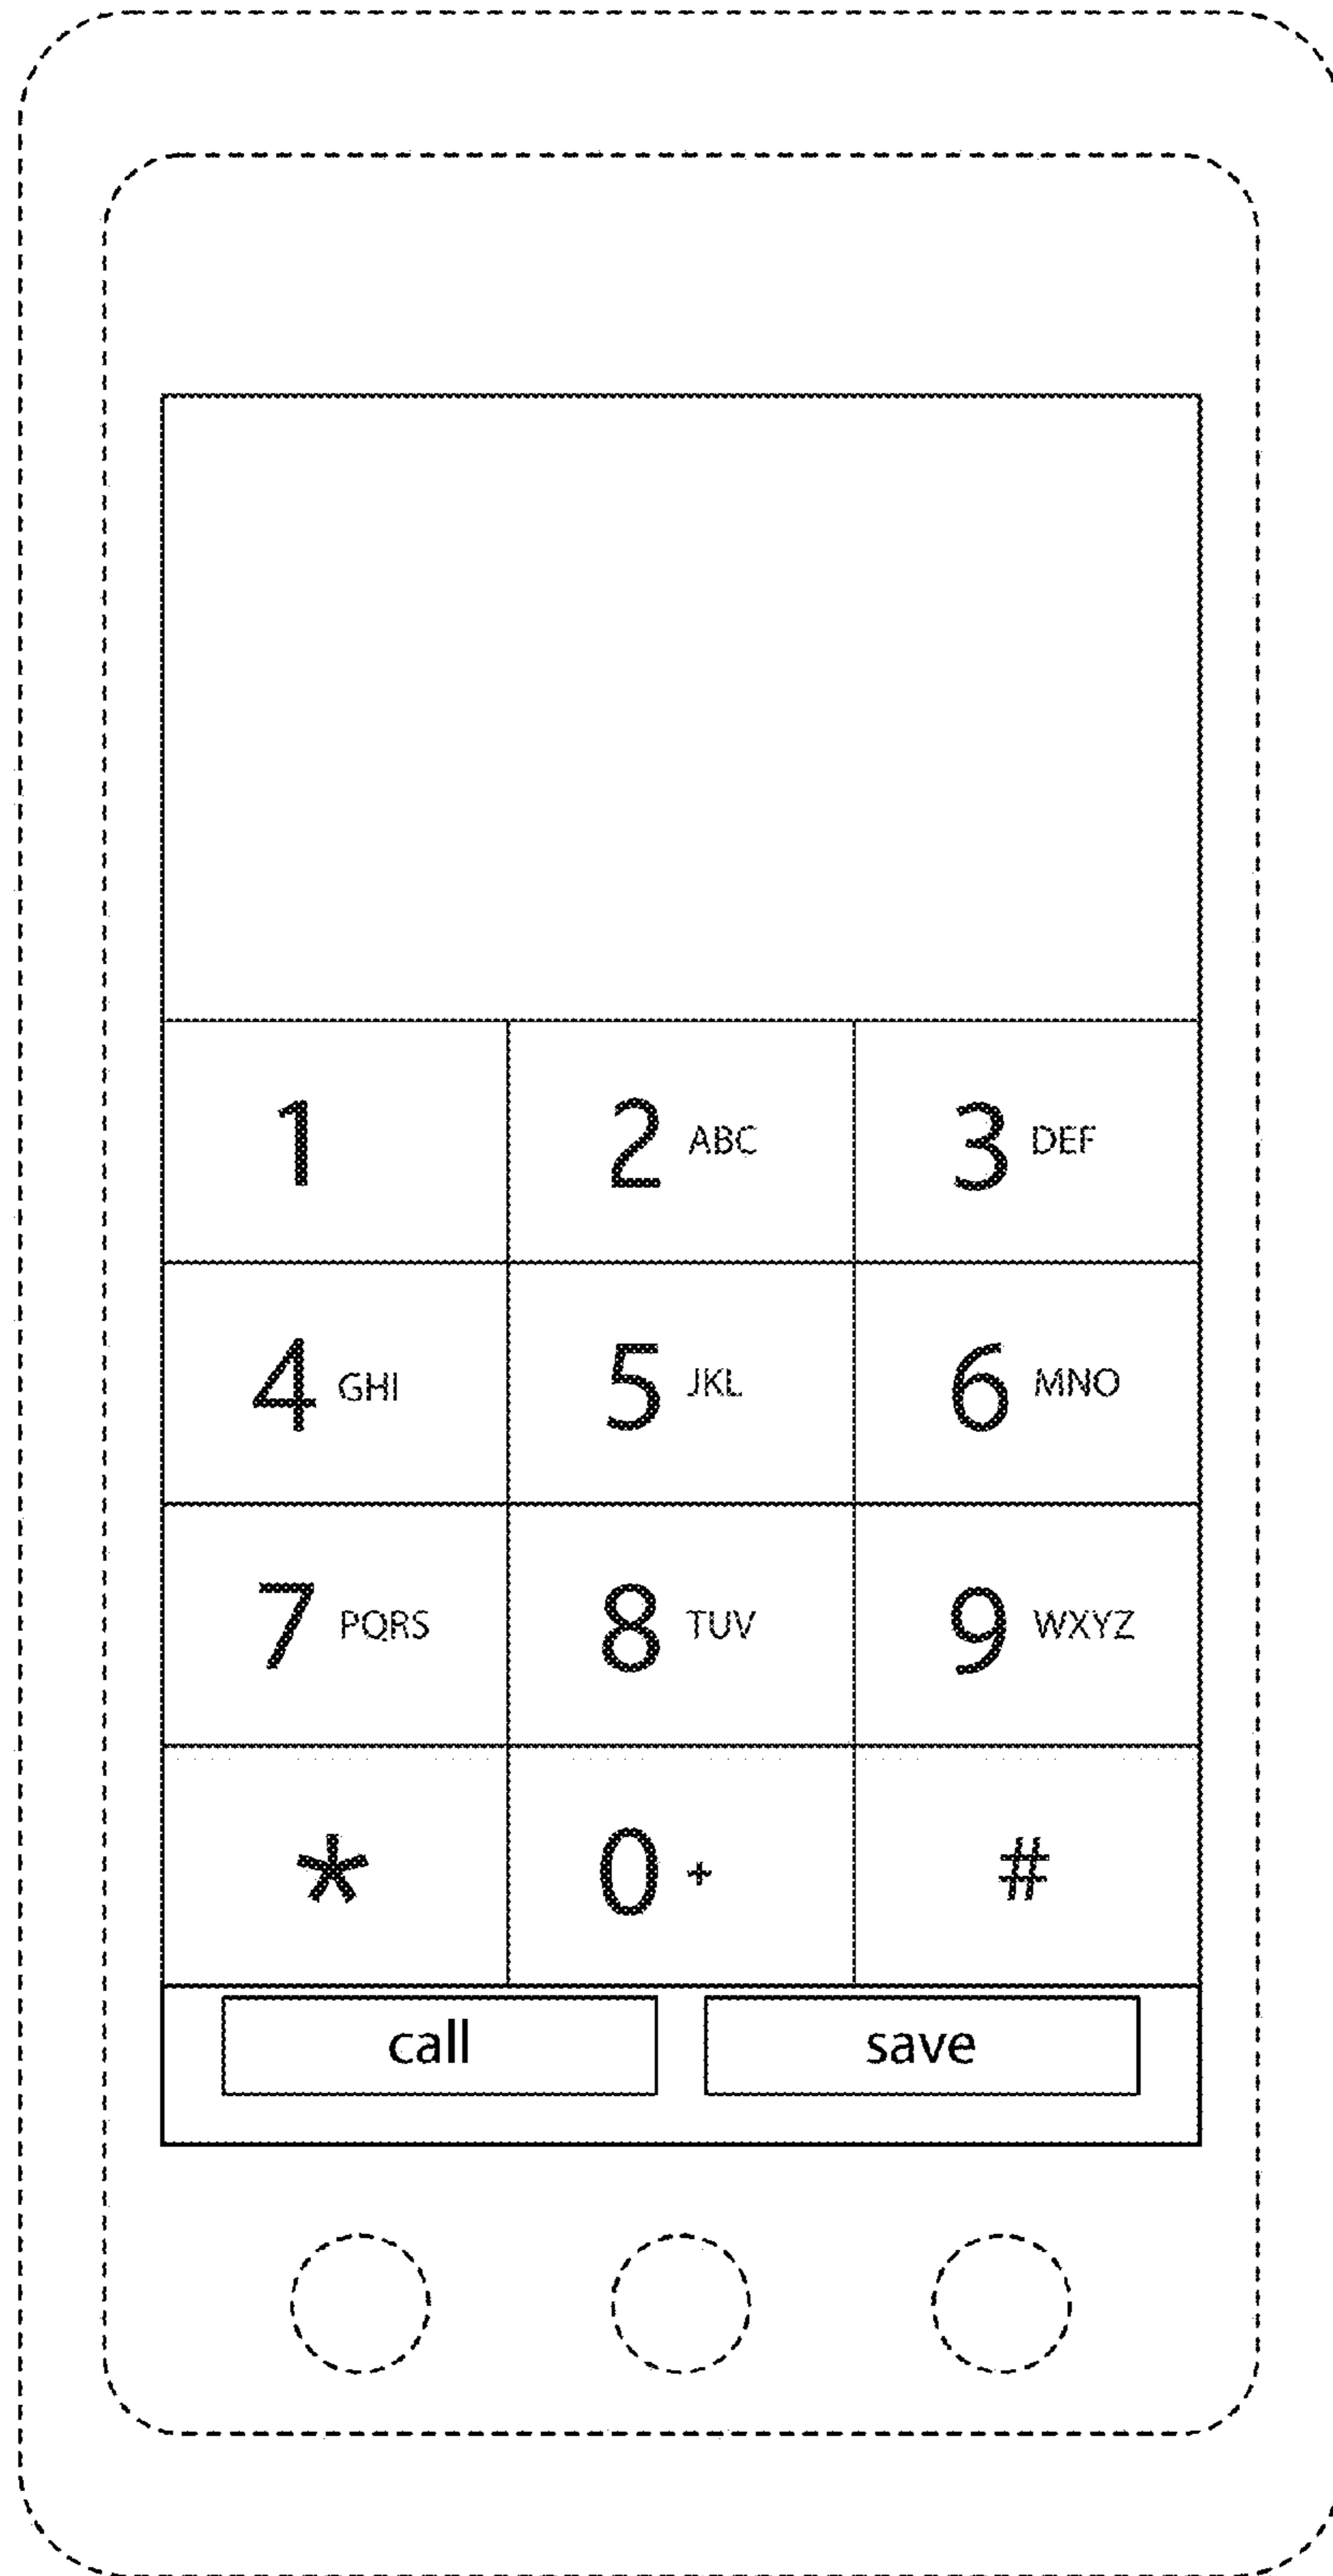 1 2 ABC 3 DEF
4 GHI 5 JKL 6 MNO
7 PQRS 8 TUV 9 WXYZ
* 0 + #
call save